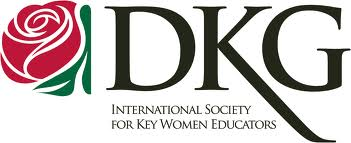 DKG
International Society
for Key Women Educators